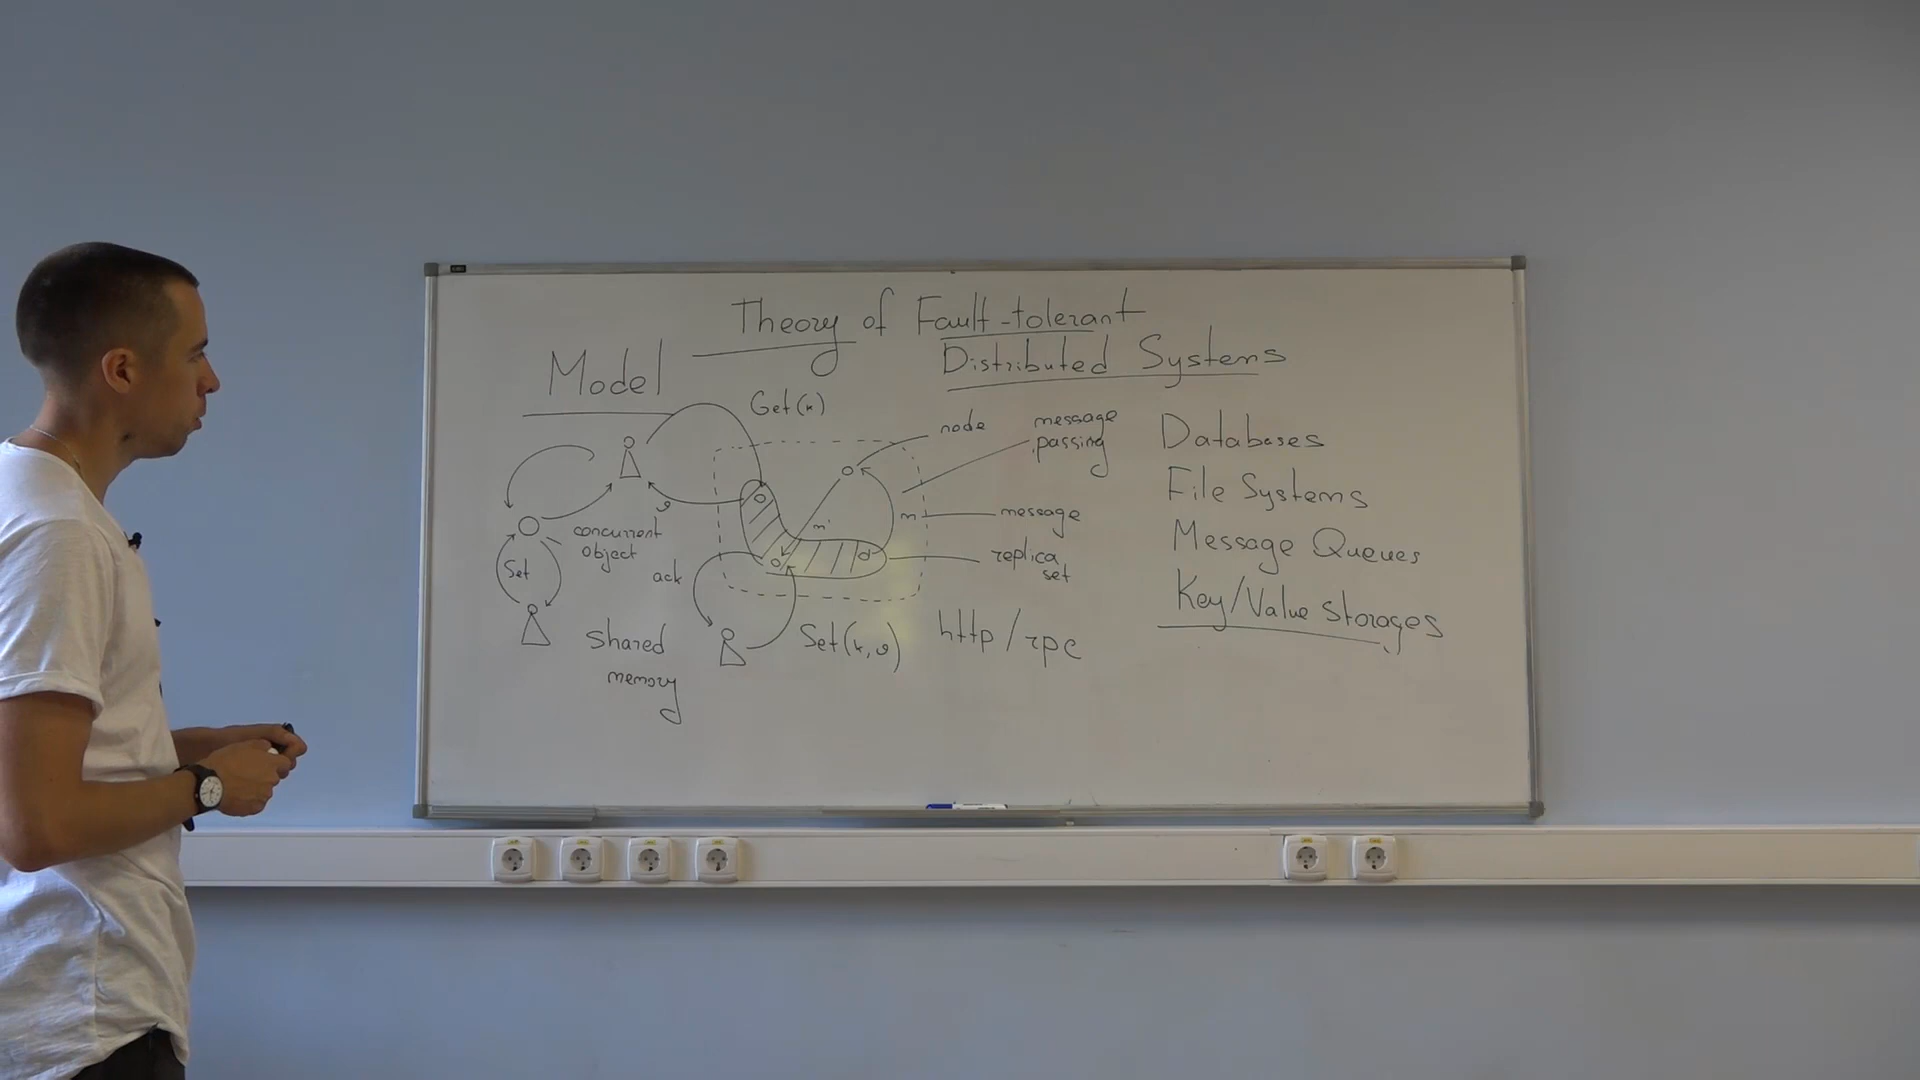 Theory of Fault-tolerant
Distributed Systems
Model
Get(k)
node
message
passing
Databases
File Systems
m
message
m'
concurrent
object
Message Queues
replica
set
Set
ack
Key/Value Storages
shared
memory
Set(k,v)
http/rpc
v